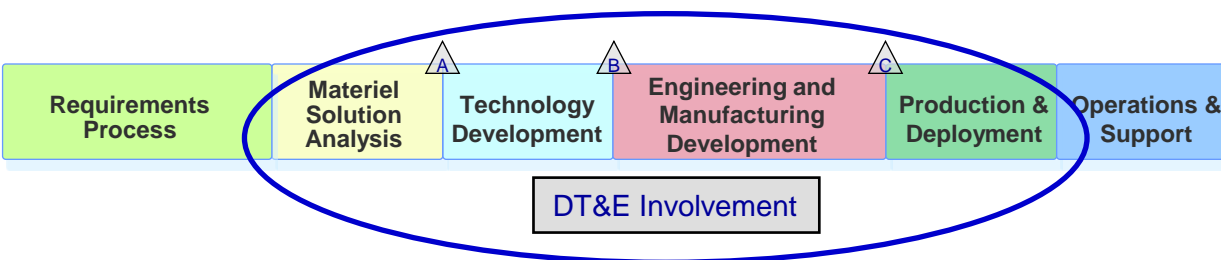 A
B
C
Requirements
Process
Materiel
Solution
Analysis
Technology
Development
Engineering and
Manufacturing
Development
Production &
Deployment
Operations &
Support
DT&E Involvement